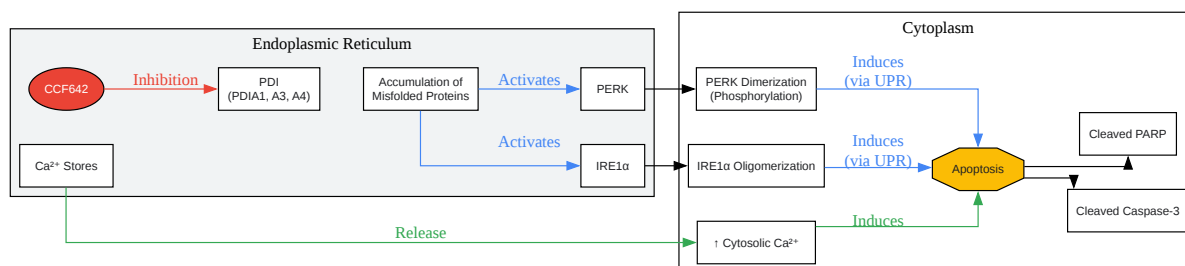 Endoplasmic Reticulum
Cytoplasm
CCF642
Inhibition
PDI
(PDIA1, A3, A4)
Accumulation of
Misfolded Proteins
Activates
PERK
PERK Dimerization
(Phosphorylation)
Induces
(via UPR)
Ca²⁺ Stores
Activates
IRE1α
IRE1α Oligomerization
Induces
(via UPR)
Apoptosis
Cleaved PARP
Cleaved Caspase-3
Release
↑ Cytosolic Ca²⁺
Induces